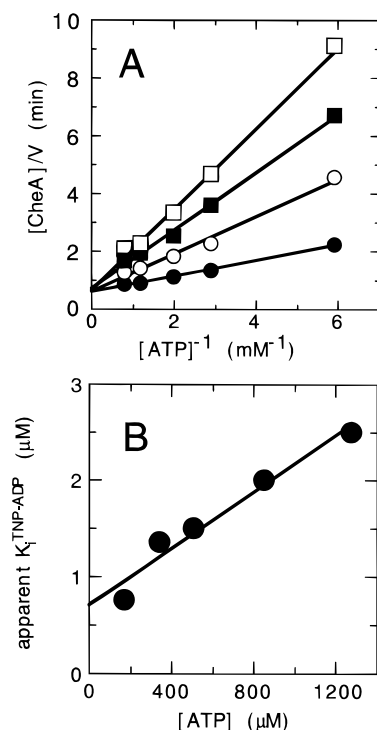 A
[CheA]/V (min)
10
8
6
4
2
0
0 2 4 6 8
[ATP]⁻¹ (mM⁻¹)
B
apparent Kᵢᵀᴺᴾ⁻ᴬᴰᴾ (μM)
3
2
1
0
0 400 800 1200
[ATP] (μM)